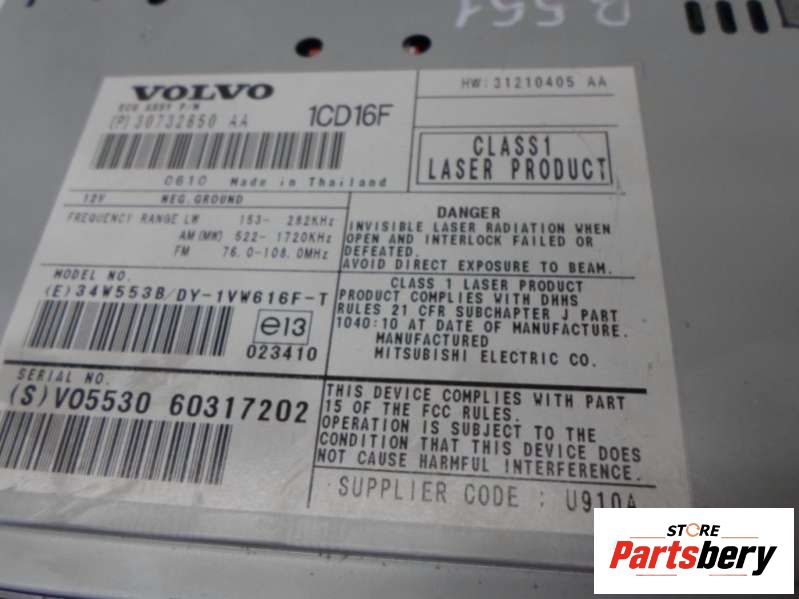 B 551
VOLVO
ECU ASSY P/N
(P) 30732850 AA
1CD16F
HW: 31210405 AA
CLASS1
LASER PRODUCT
0610 Made in Thailand
12V NEG. GROUND
FREQUENCY RANGE LW 153- 282KHz
AM (MW) 522- 1720KHz
FM 76.0-108.0MHz
DANGER
INVISIBLE LASER RADIATION WHEN
OPEN AND INTERLOCK FAILED OR
DEFEATED.
AVOID DIRECT EXPOSURE TO BEAM.
MODEL NO.
(E) 34W553B/DY-1VW616F-T
e13
023410
CLASS 1 LASER PRODUCT
PRODUCT COMPLIES WITH DHHS
RULES 21 CFR SUBCHAPTER J PART
1040:10 AT DATE OF MANUFACTURE.
MANUFACTURED
MITSUBISHI ELECTRIC CO.
SERIAL NO.
(S) VO5530 60317202
THIS DEVICE COMPLIES WITH PART
15 OF THE FCC RULES.
OPERATION IS SUBJECT TO THE
CONDITION THAT THIS DEVICE DOES
NOT CAUSE HARMFUL INTERFERENCE.
SUPPLIER CODE : U910A
STORE
Partsbery